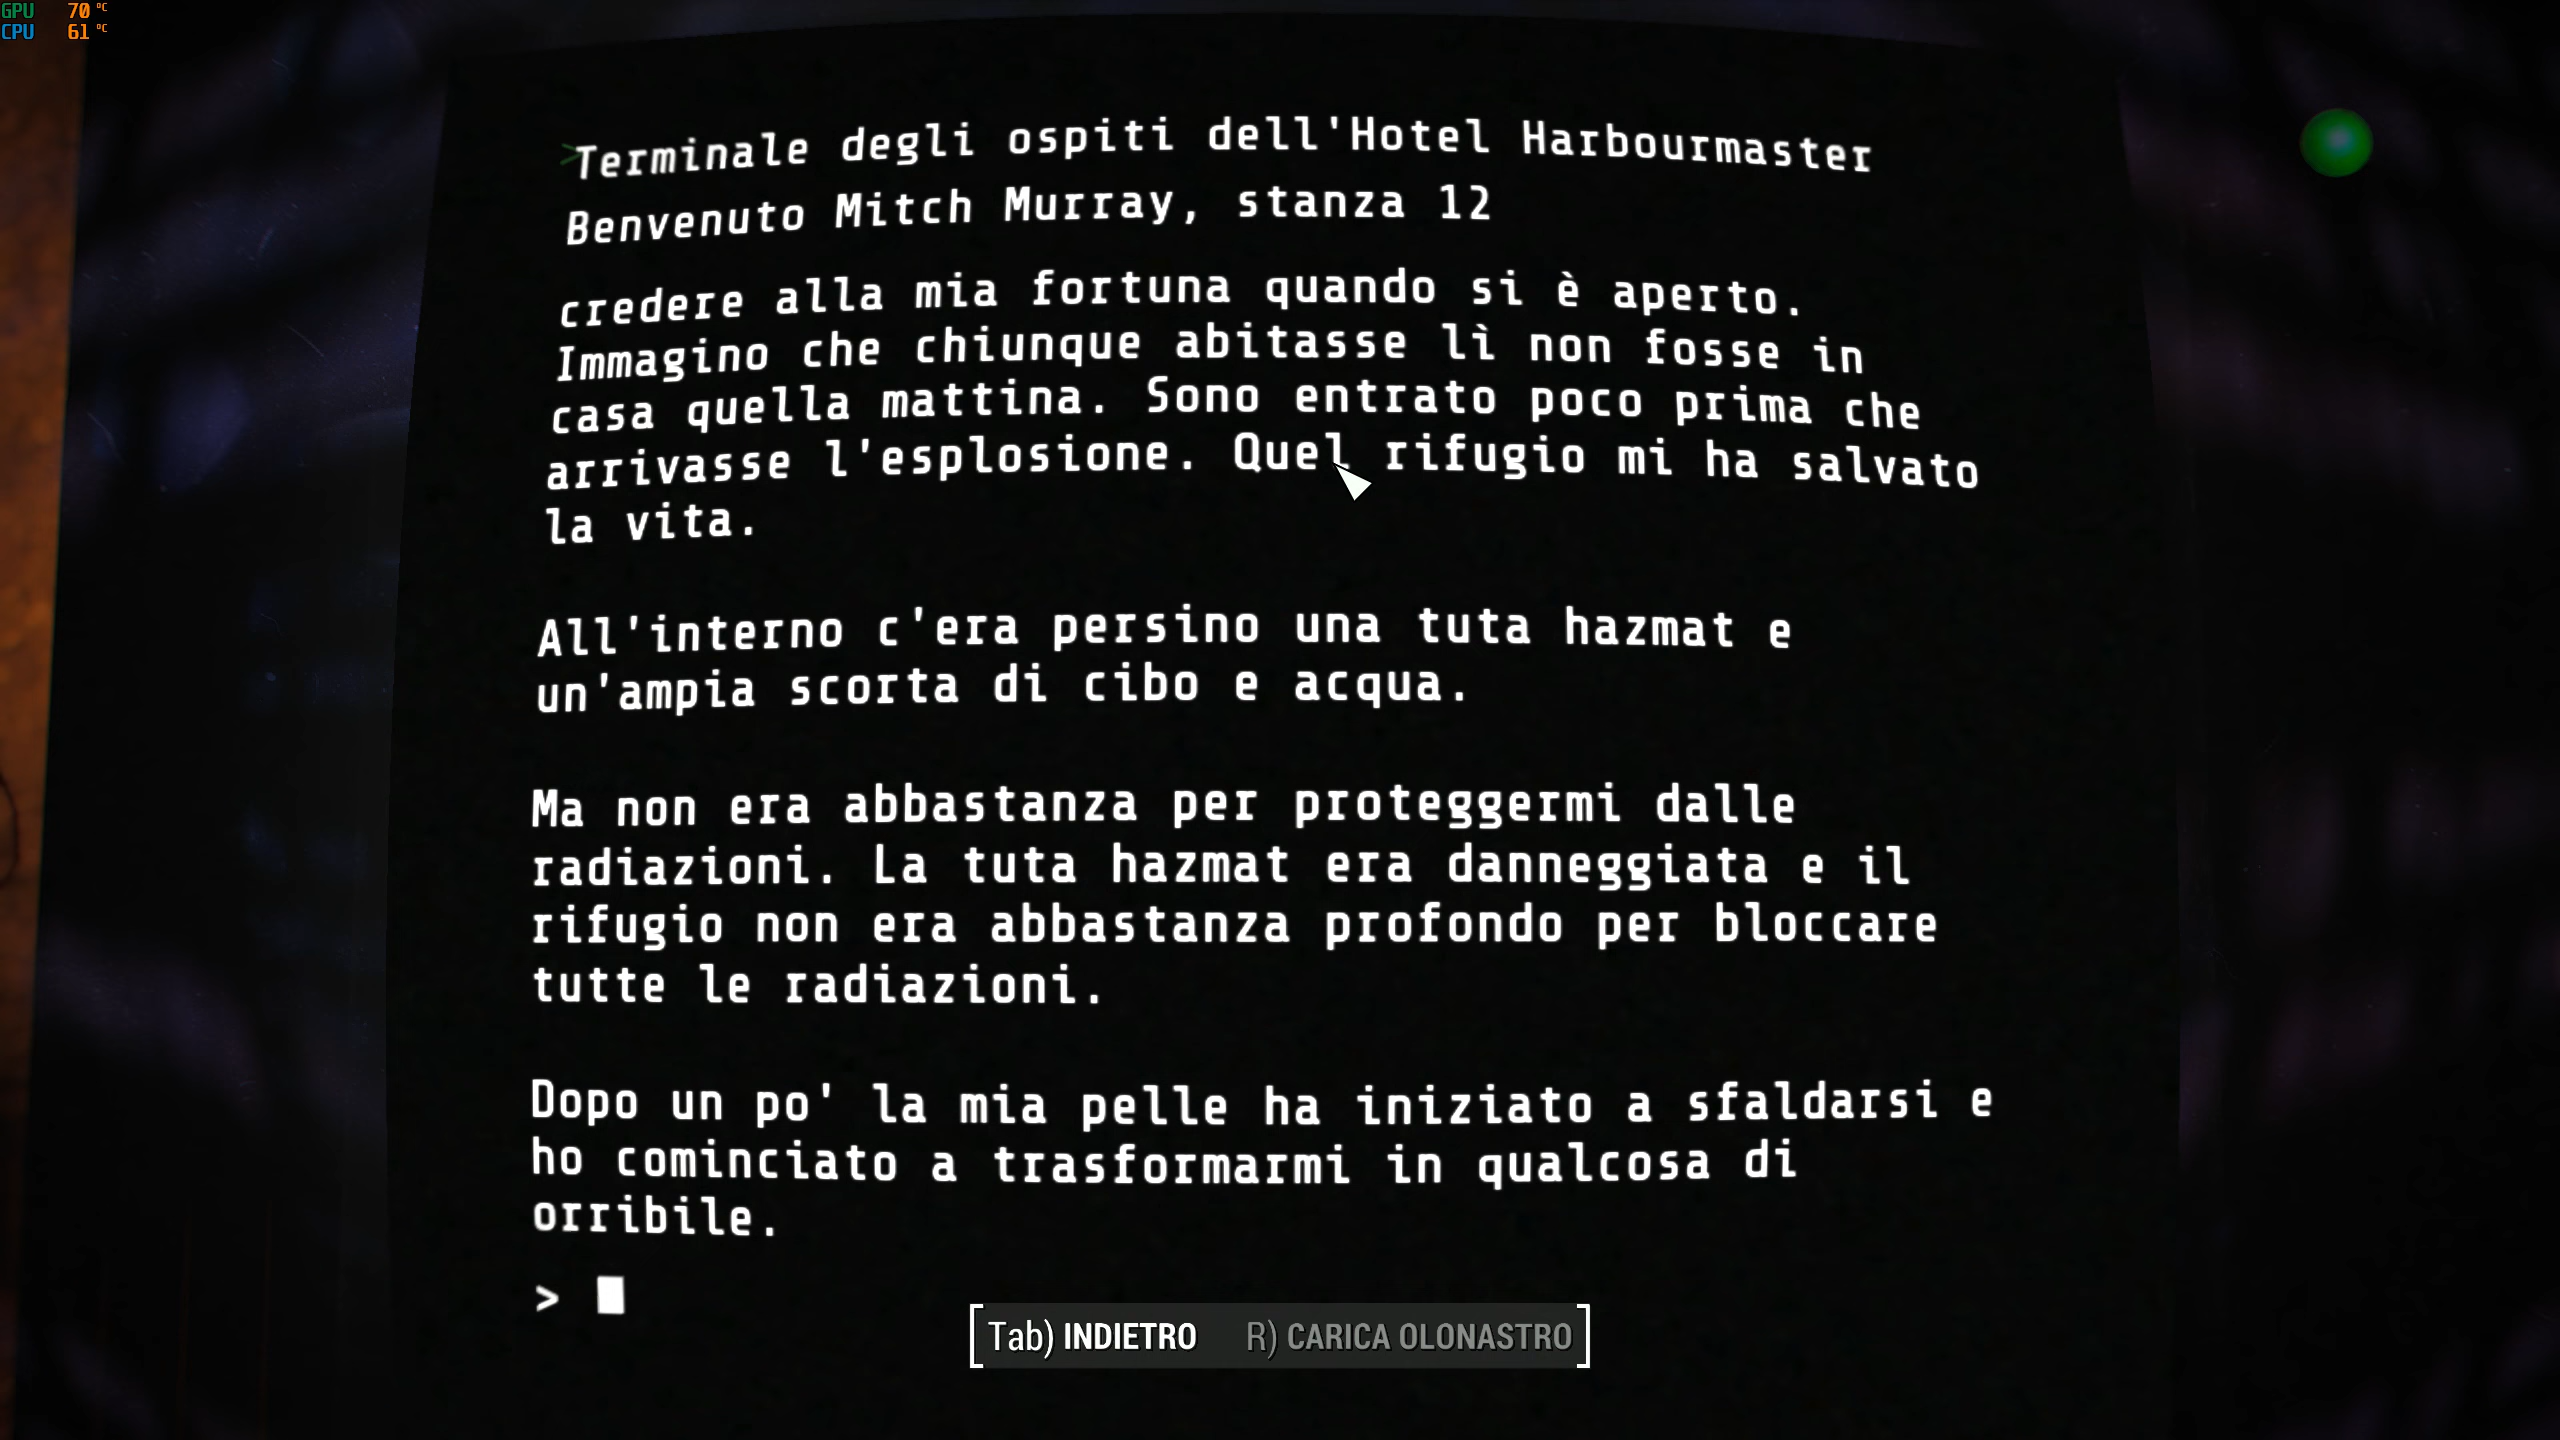 GPU 70 °C
CPU 61 °C
>Terminale degli ospiti dell'Hotel Harbourmaster
Benvenuto Mitch Murray, stanza 12
credere alla mia fortuna quando si è aperto.
Immagino che chiunque abitasse lì non fosse in
casa quella mattina. Sono entrato poco prima che
arrivasse l'esplosione. Quel rifugio mi ha salvato
la vita.
All'interno c'era persino una tuta hazmat e
un'ampia scorta di cibo e acqua.
Ma non era abbastanza per proteggermi dalle
radiazioni. La tuta hazmat era danneggiata e il
rifugio non era abbastanza profondo per bloccare
tutte le radiazioni.
Dopo un po' la mia pelle ha iniziato a sfaldarsi e
ho cominciato a trasformarmi in qualcosa di
orribile.
>
Tab) INDIETRO R) CARICA OLONASTRO